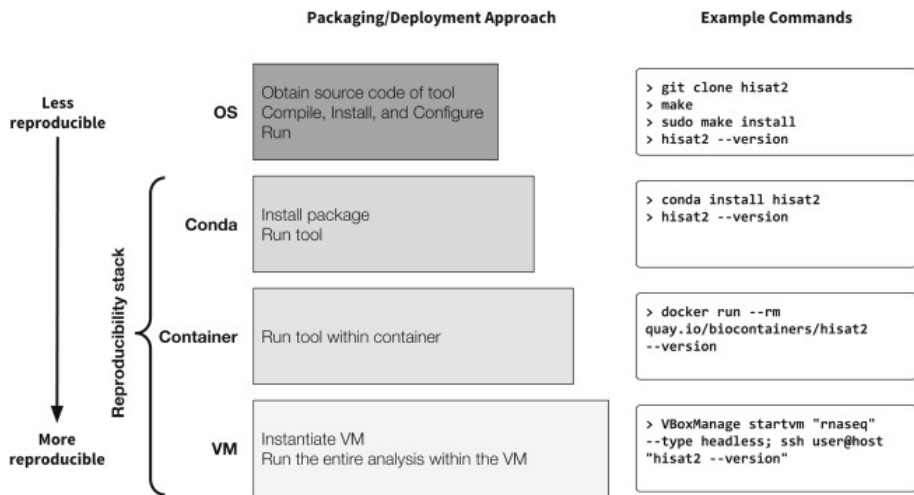 Packaging/Deployment Approach
Example Commands
Less
reproducible
OS
Obtain source code of tool
Compile, Install, and Configure
Run
> git clone hisat2
> make
> sudo make install
> hisat2 --version
Reproducibility stack
Conda
Install package
Run tool
> conda install hisat2
> hisat2 --version
Container
Run tool within container
> docker run --rm
quay.io/biocontainers/hisat2
--version
More
reproducible
VM
Instantiate VM
Run the entire analysis within the VM
> VBoxManage startvm "rnaseq"
--type headless; ssh user@host
"hisat2 --version"